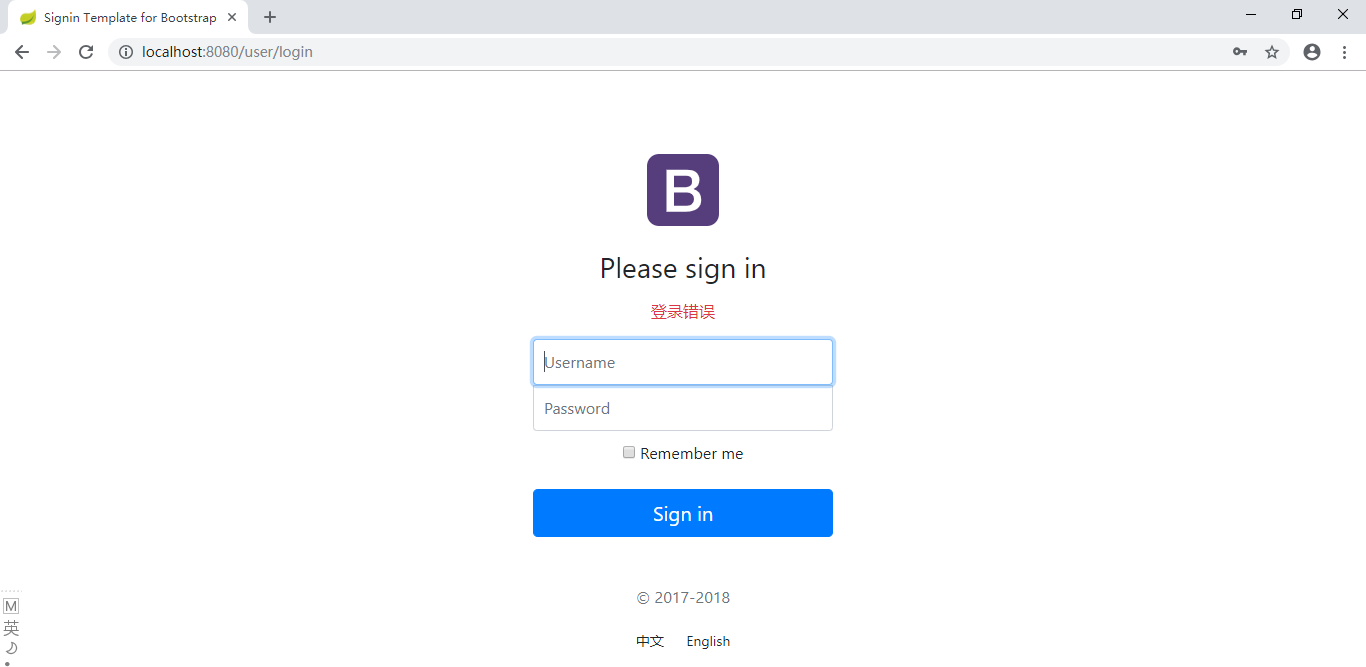 Signin Template for Bootstrap
localhost:8080/user/login
B
Please sign in
登录错误
Username
Password
Remember me
Sign in
© 2017-2018
中文 English
M
英